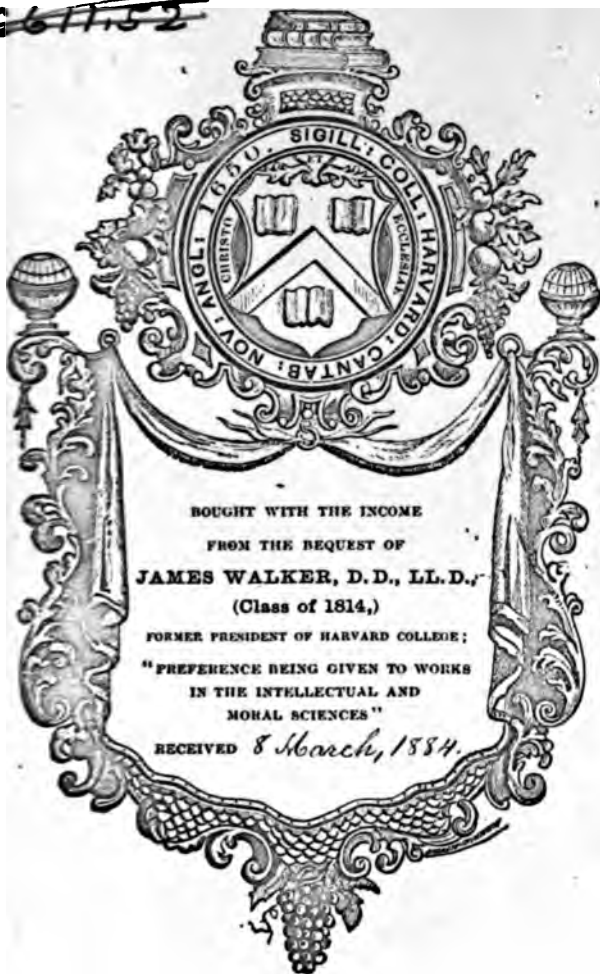 611.52
SIGILL: COLL: HARVARD: CANTAB: NOV: ANGL: 1650.
CHRISTO
ET
ECCLESIAE
BOUGHT WITH THE INCOME
FROM THE BEQUEST OF
JAMES WALKER, D.D., LL.D.,
(Class of 1814,)
FORMER PRESIDENT OF HARVARD COLLEGE;
"PREFERENCE BEING GIVEN TO WORKS
IN THE INTELLECTUAL AND
MORAL SCIENCES"
RECEIVED 8 March, 1884.